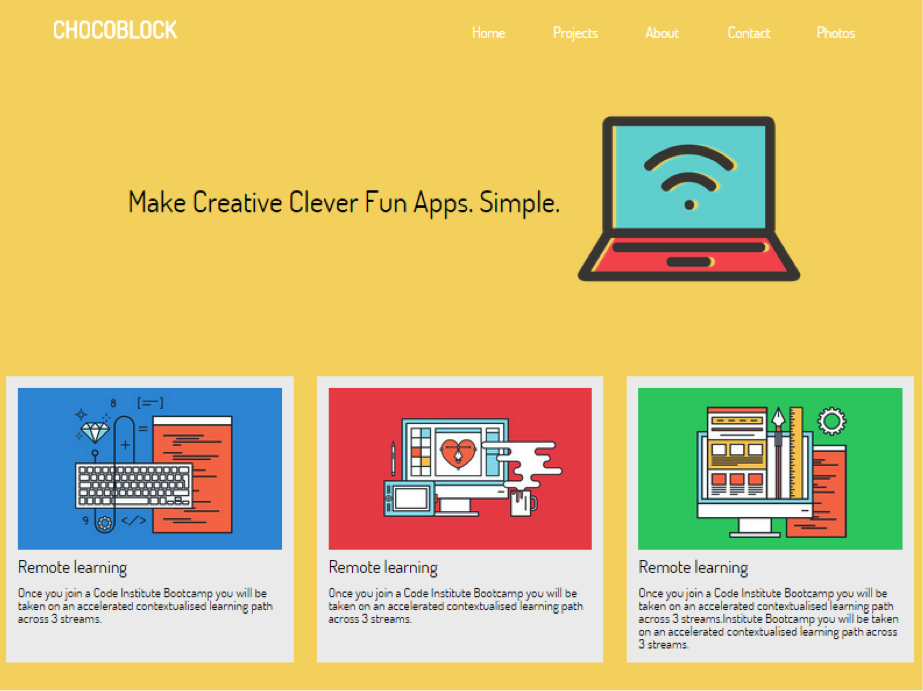 CHOCOBLOCK
Home Projects About Contact Photos
Make Creative Clever Fun Apps. Simple.
8 [==]
+ =
9 </>
Remote learning
Once you join a Code Institute Bootcamp you will be
taken on an accelerated contextualised learning path
across 3 streams.
Remote learning
Once you join a Code Institute Bootcamp you will be
taken on an accelerated contextualised learning path
across 3 streams.
Remote learning
Once you join a Code Institute Bootcamp you will be
taken on an accelerated contextualised learning path
across 3 streams.Institute Bootcamp you will be taken
on an accelerated contextualised learning path across
3 streams.